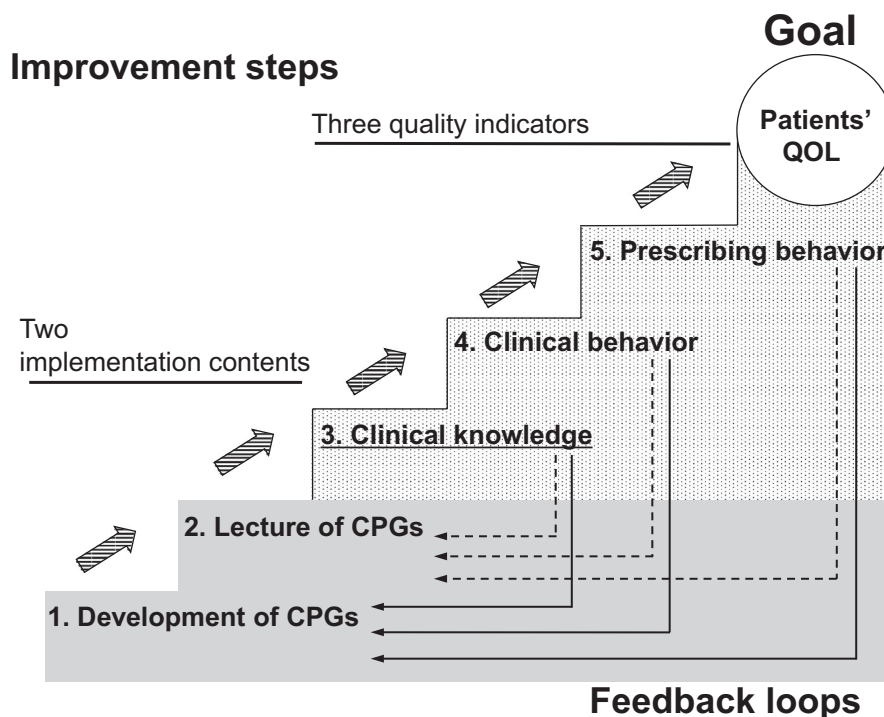 Goal
Improvement steps
Patients’
QOL
Three quality indicators
5. Prescribing behavior
Two
implementation contents
4. Clinical behavior
3. Clinical knowledge
2. Lecture of CPGs
1. Development of CPGs
Feedback loops